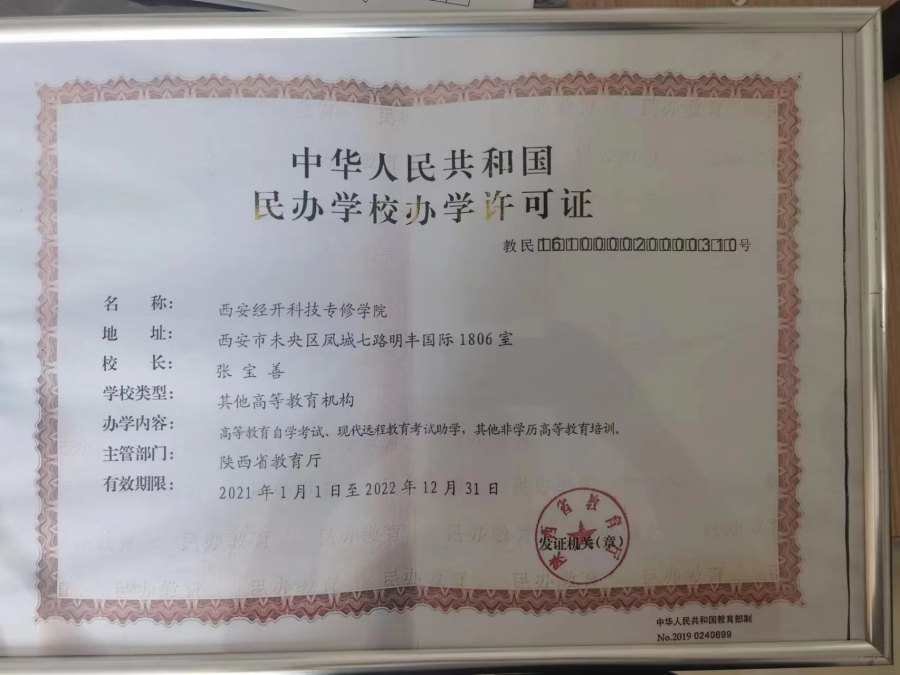 中华人民共和国
民办学校办学许可证
教民161000020000310号
名 称： 西安经开科技专修学院
地 址： 西安市未央区凤城七路明丰国际1806室
校 长： 张宝善
学校类型： 其他高等教育机构
办学内容： 高等教育自学考试、现代远程教育考试助学，其他非学历高等教育培训。
主管部门： 陕西省教育厅
有效期限： 2021年1月1日至2022年12月31日
陕西省教育厅
发证机关(章)
中华人民共和国教育部制
No.2019 0240699